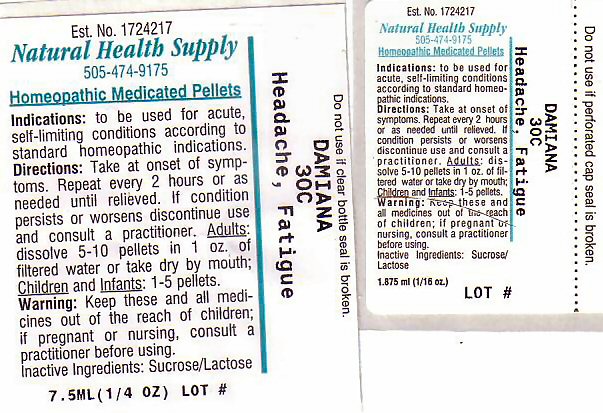 Est. No. 1724217
Natural Health Supply
505-474-9175
Homeopathic Medicated Pellets
Indications: to be used for acute,
self-limiting conditions according to
standard homeopathic indications.
Directions: Take at onset of symp-
toms. Repeat every 2 hours or as
needed until relieved. If condition
persists or worsens discontinue use
and consult a practitioner. Adults:
dissolve 5-10 pellets in 1 oz. of
filtered water or take dry by mouth;
Children and Infants: 1-5 pellets.
Warning: Keep these and all medi-
cines out of the reach of children;
if pregnant or nursing, consult a
practitioner before using.
Inactive Ingredients: Sucrose/Lactose
7.5ML(1/4 OZ) LOT #
Do not use if clear bottle seal is broken.
DAMIANA
30C
Headache, Fatigue
Est. No. 1724217
Natural Health Supply
505-474-9175
Homeopathic Medicated Pellets
Indications: to be used for
acute, self-limiting conditions
according to standard homeo-
pathic indications.
Directions: Take at onset of
symptoms. Repeat every 2 hours
or as needed until relieved. If
condition persists or worsens
discontinue use and consult a
practitioner. Adults: dis-
solve 5-10 pellets in 1 oz. of fil-
tered water or take dry by mouth;
Children and Infants: 1-5 pellets.
Warning: Keep these and
all medicines out of the reach
of children; if pregnant or
nursing, consult a practitioner
before using.
Inactive Ingredients: Sucrose/
Lactose
1.875 ml (1/16 oz.)
LOT #
DAMIANA
30C
Headache, Fatigue
Do not use if perforated cap seal is broken.